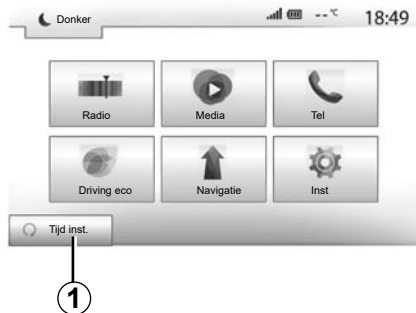 Donker
--°C 18:49
Radio Media Tel
Driving eco Navigatie Inst
Tijd inst.
1